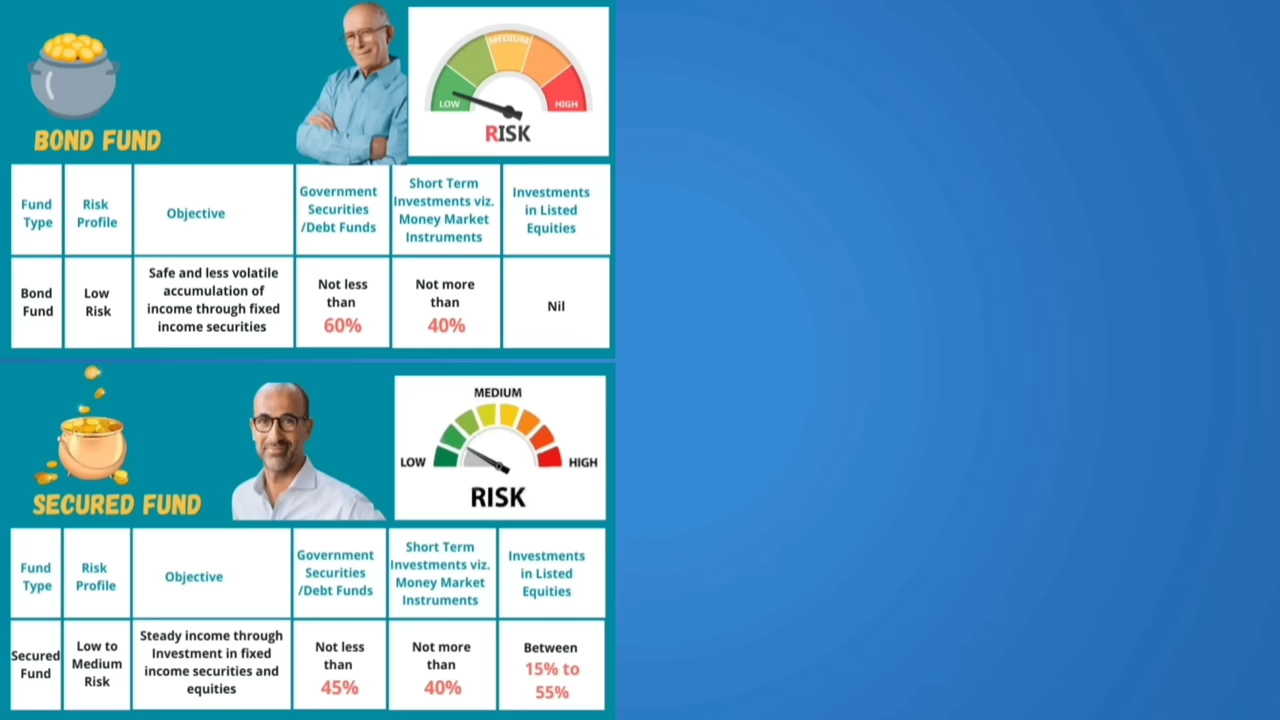 MEDIUM
LOW
HIGH
RISK
BOND FUND
Fund
Type
Risk
Profile
Objective
Government
Securities
/Debt Funds
Short Term
Investments viz.
Money Market
Instruments
Investments
in Listed
Equities
Bond
Fund
Low
Risk
Safe and less volatile
accumulation of
income through fixed
income securities
Not less
than
60%
Not more
than
40%
Nil
MEDIUM
LOW
HIGH
RISK
SECURED FUND
Fund
Type
Risk
Profile
Objective
Government
Securities
/Debt Funds
Short Term
Investments viz.
Money Market
Instruments
Investments
in Listed
Equities
Secured
Fund
Low to
Medium
Risk
Steady income through
Investment in fixed
income securities and
equities
Not less
than
45%
Not more
than
40%
Between
15% to
55%